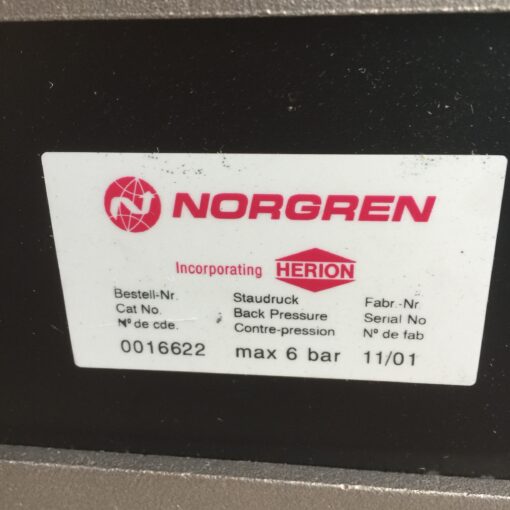 NORGREN
Incorporating HERION
Bestell-Nr. Staudruck Fabr.-Nr
Cat No. Back Pressure Serial No
Nº de cde. Contre-pression Nº de fab
0016622 max 6 bar 11/01